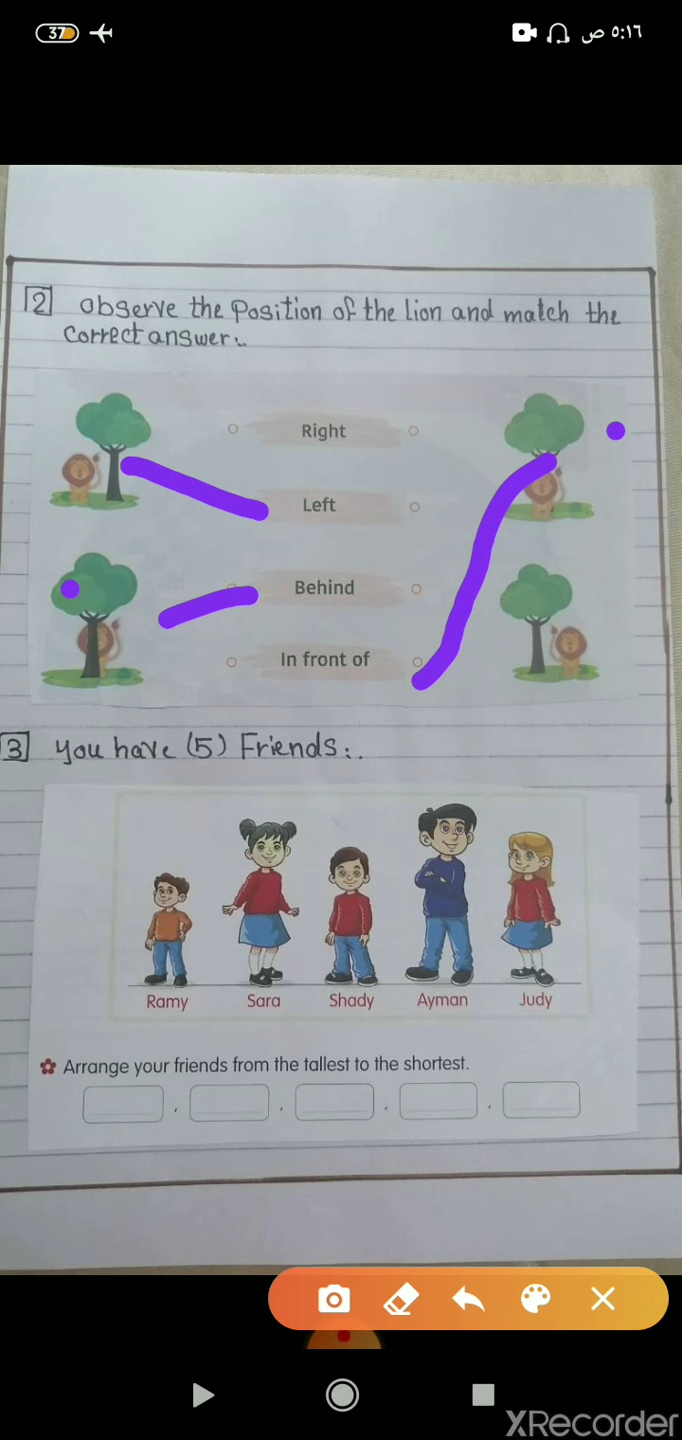 37
٥:١٦ ص
2 observe the Position of the lion and match the
correct answer:.
Right
Left
Behind
In front of
3 you have (5) Friends:.
Ramy Sara Shady Ayman Judy
Arrange your friends from the tallest to the shortest.
XRecorder